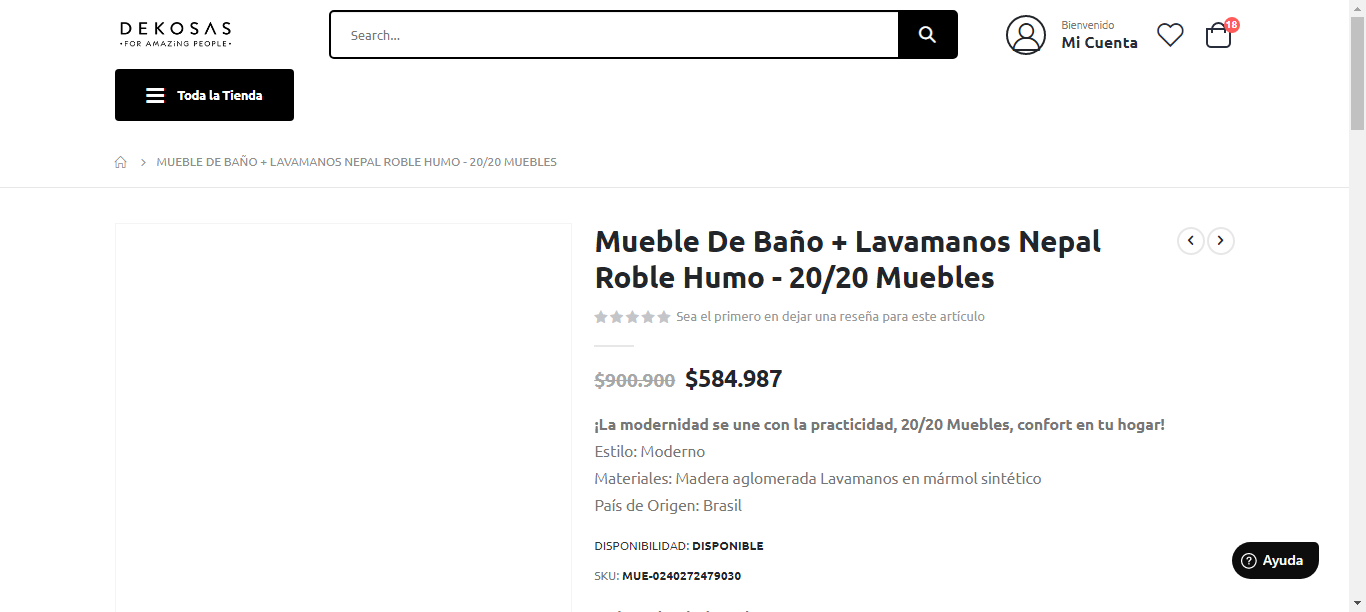 DEKOSAS
•FOR AMAZING PEOPLE•
Search...
Bienvenido
Mi Cuenta
18
Toda la Tienda
MUEBLE DE BAÑO + LAVAMANOS NEPAL ROBLE HUMO - 20/20 MUEBLES
Mueble De Baño + Lavamanos Nepal
Roble Humo - 20/20 Muebles
Sea el primero en dejar una reseña para este artículo
$900.900 $584.987
¡La modernidad se une con la practicidad, 20/20 Muebles, confort en tu hogar!
Estilo: Moderno
Materiales: Madera aglomerada Lavamanos en mármol sintético
País de Origen: Brasil
DISPONIBILIDAD: DISPONIBLE
SKU: MUE-0240272479030
Ayuda